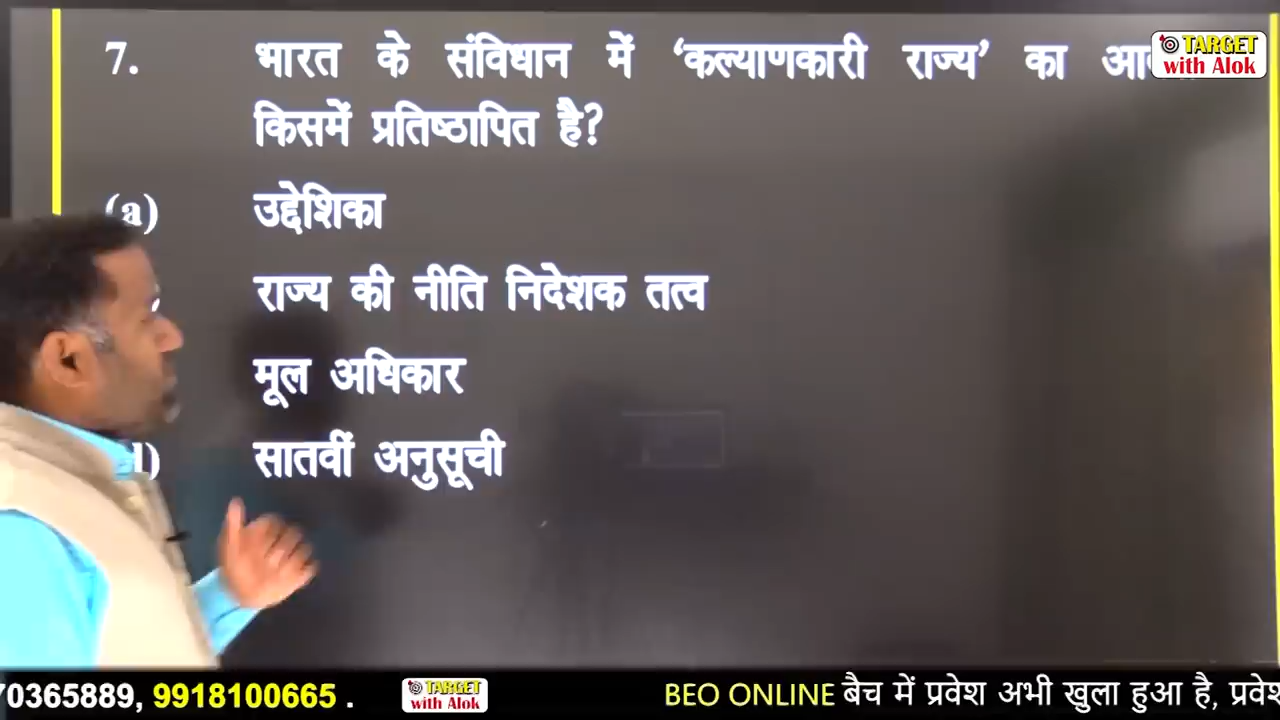 7. भारत के संविधान में ‘कल्याणकारी राज्य’ का
किसमें प्रतिष्ठापित है?
(a) उद्देशिका
राज्य की नीति निदेशक तत्व
मूल अधिकार
सातवीं अनुसूची
TARGET
with Alok
70365889, 9918100665 .
TARGET
with Alok
BEO ONLINE बैच में प्रवेश अभी खुला हुआ है,